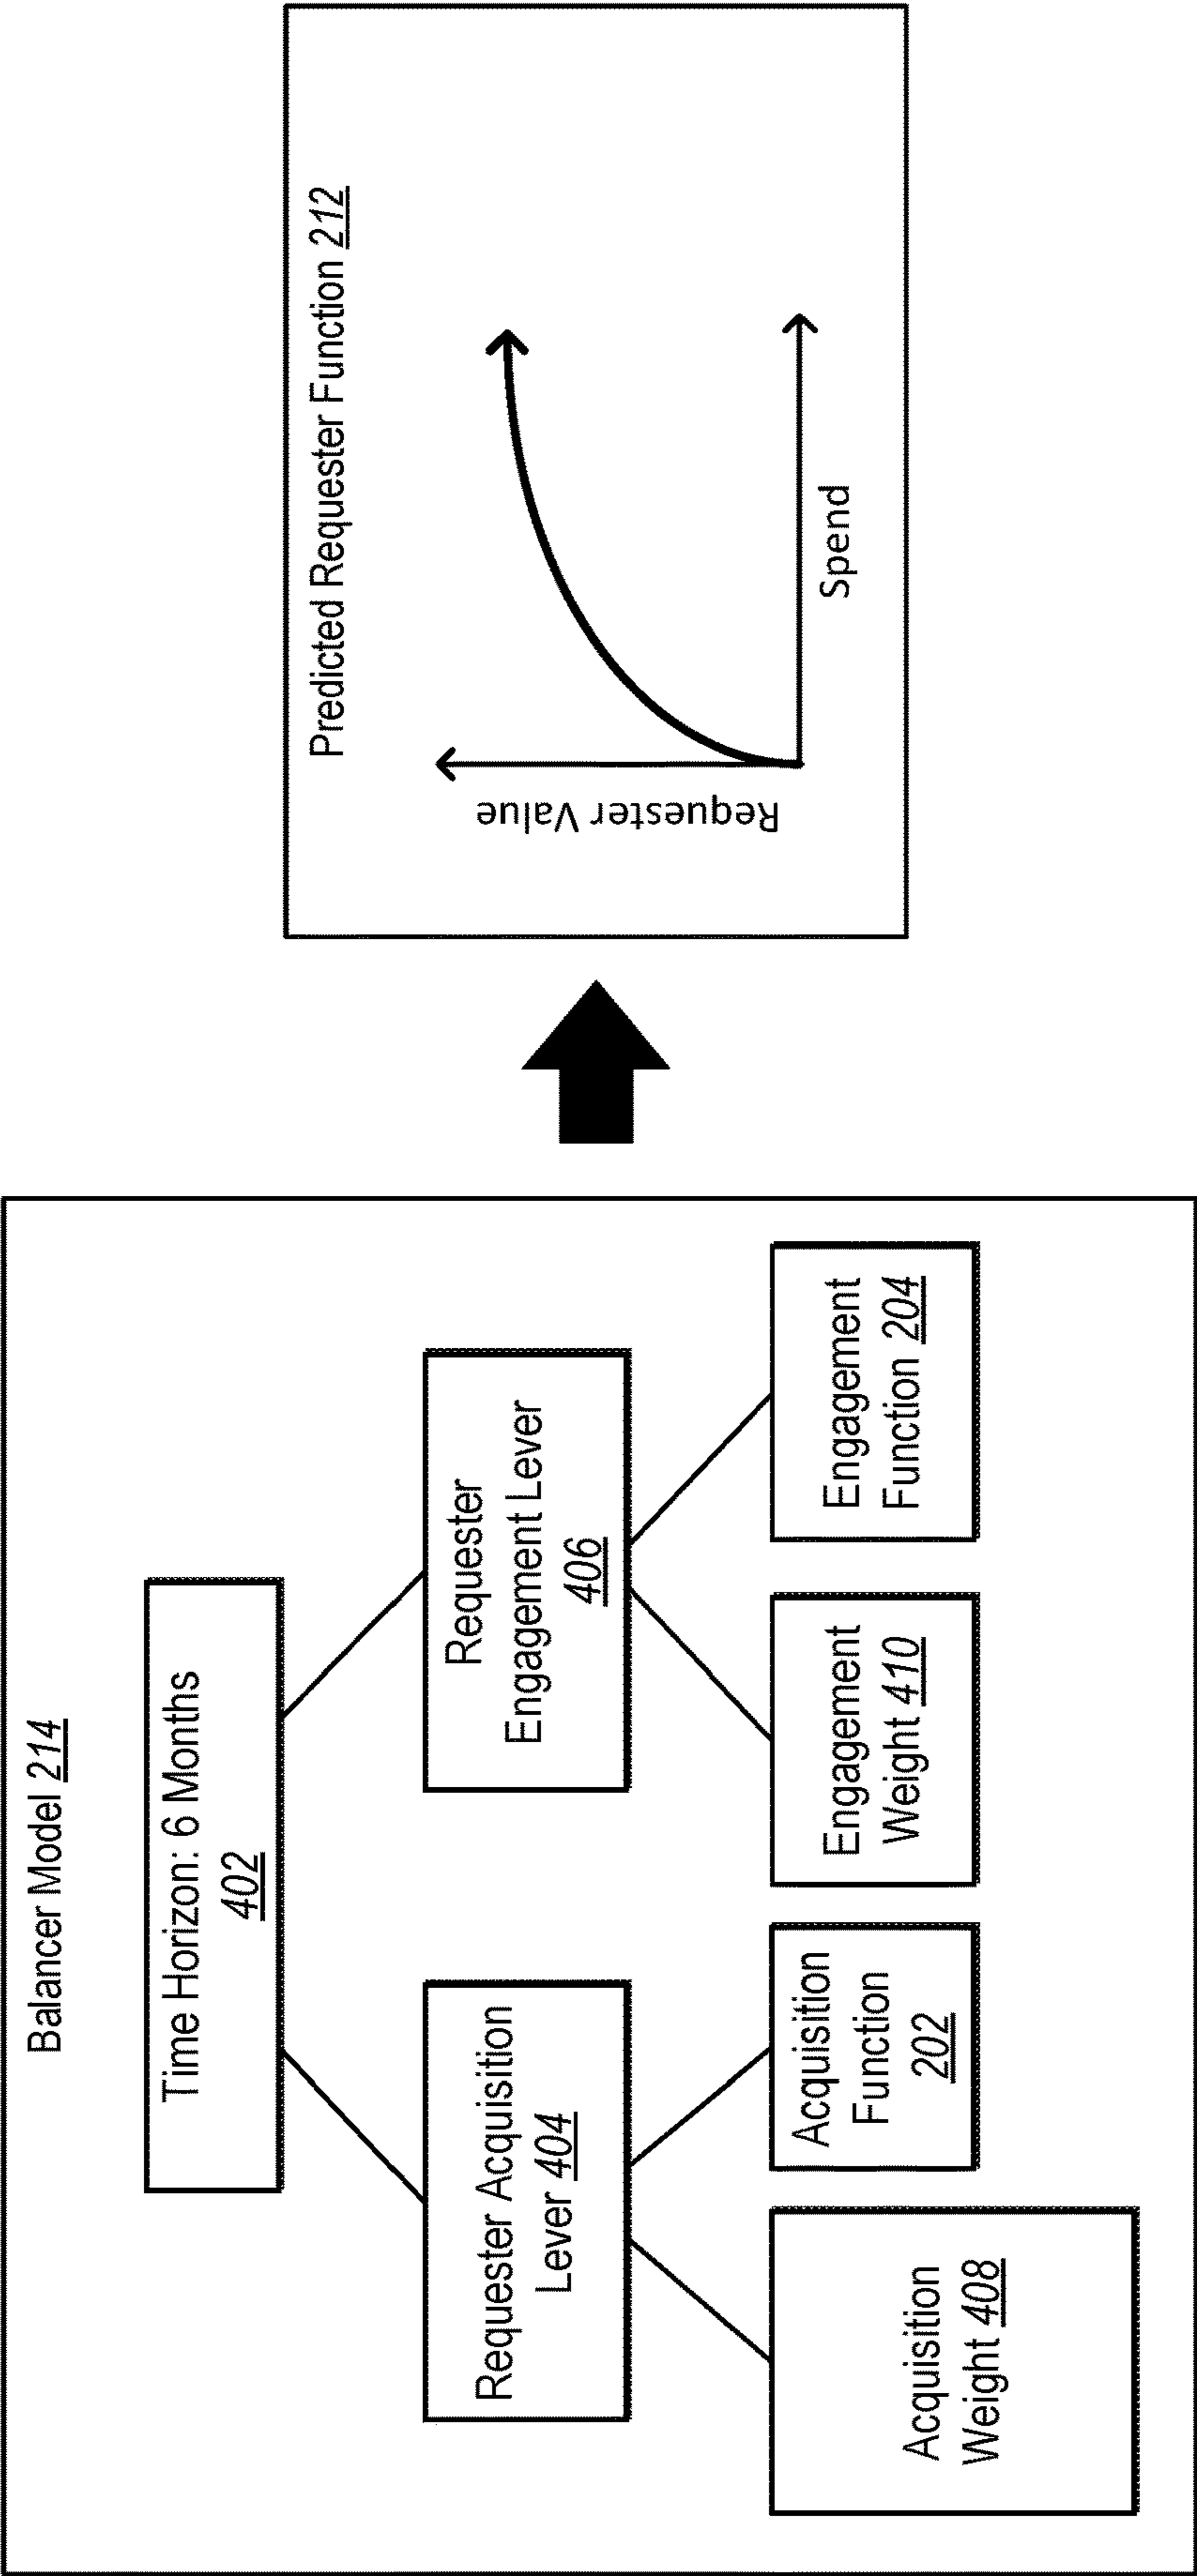 Balancer Model 214
Time Horizon: 6 Months
402
Requester Acquisition
Lever 404
Requester
Engagement Lever
406
Acquisition
Weight 408
Acquisition
Function
202
Engagement
Weight 410
Engagement
Function 204
Predicted Requester Function 212
Requester Value
Spend